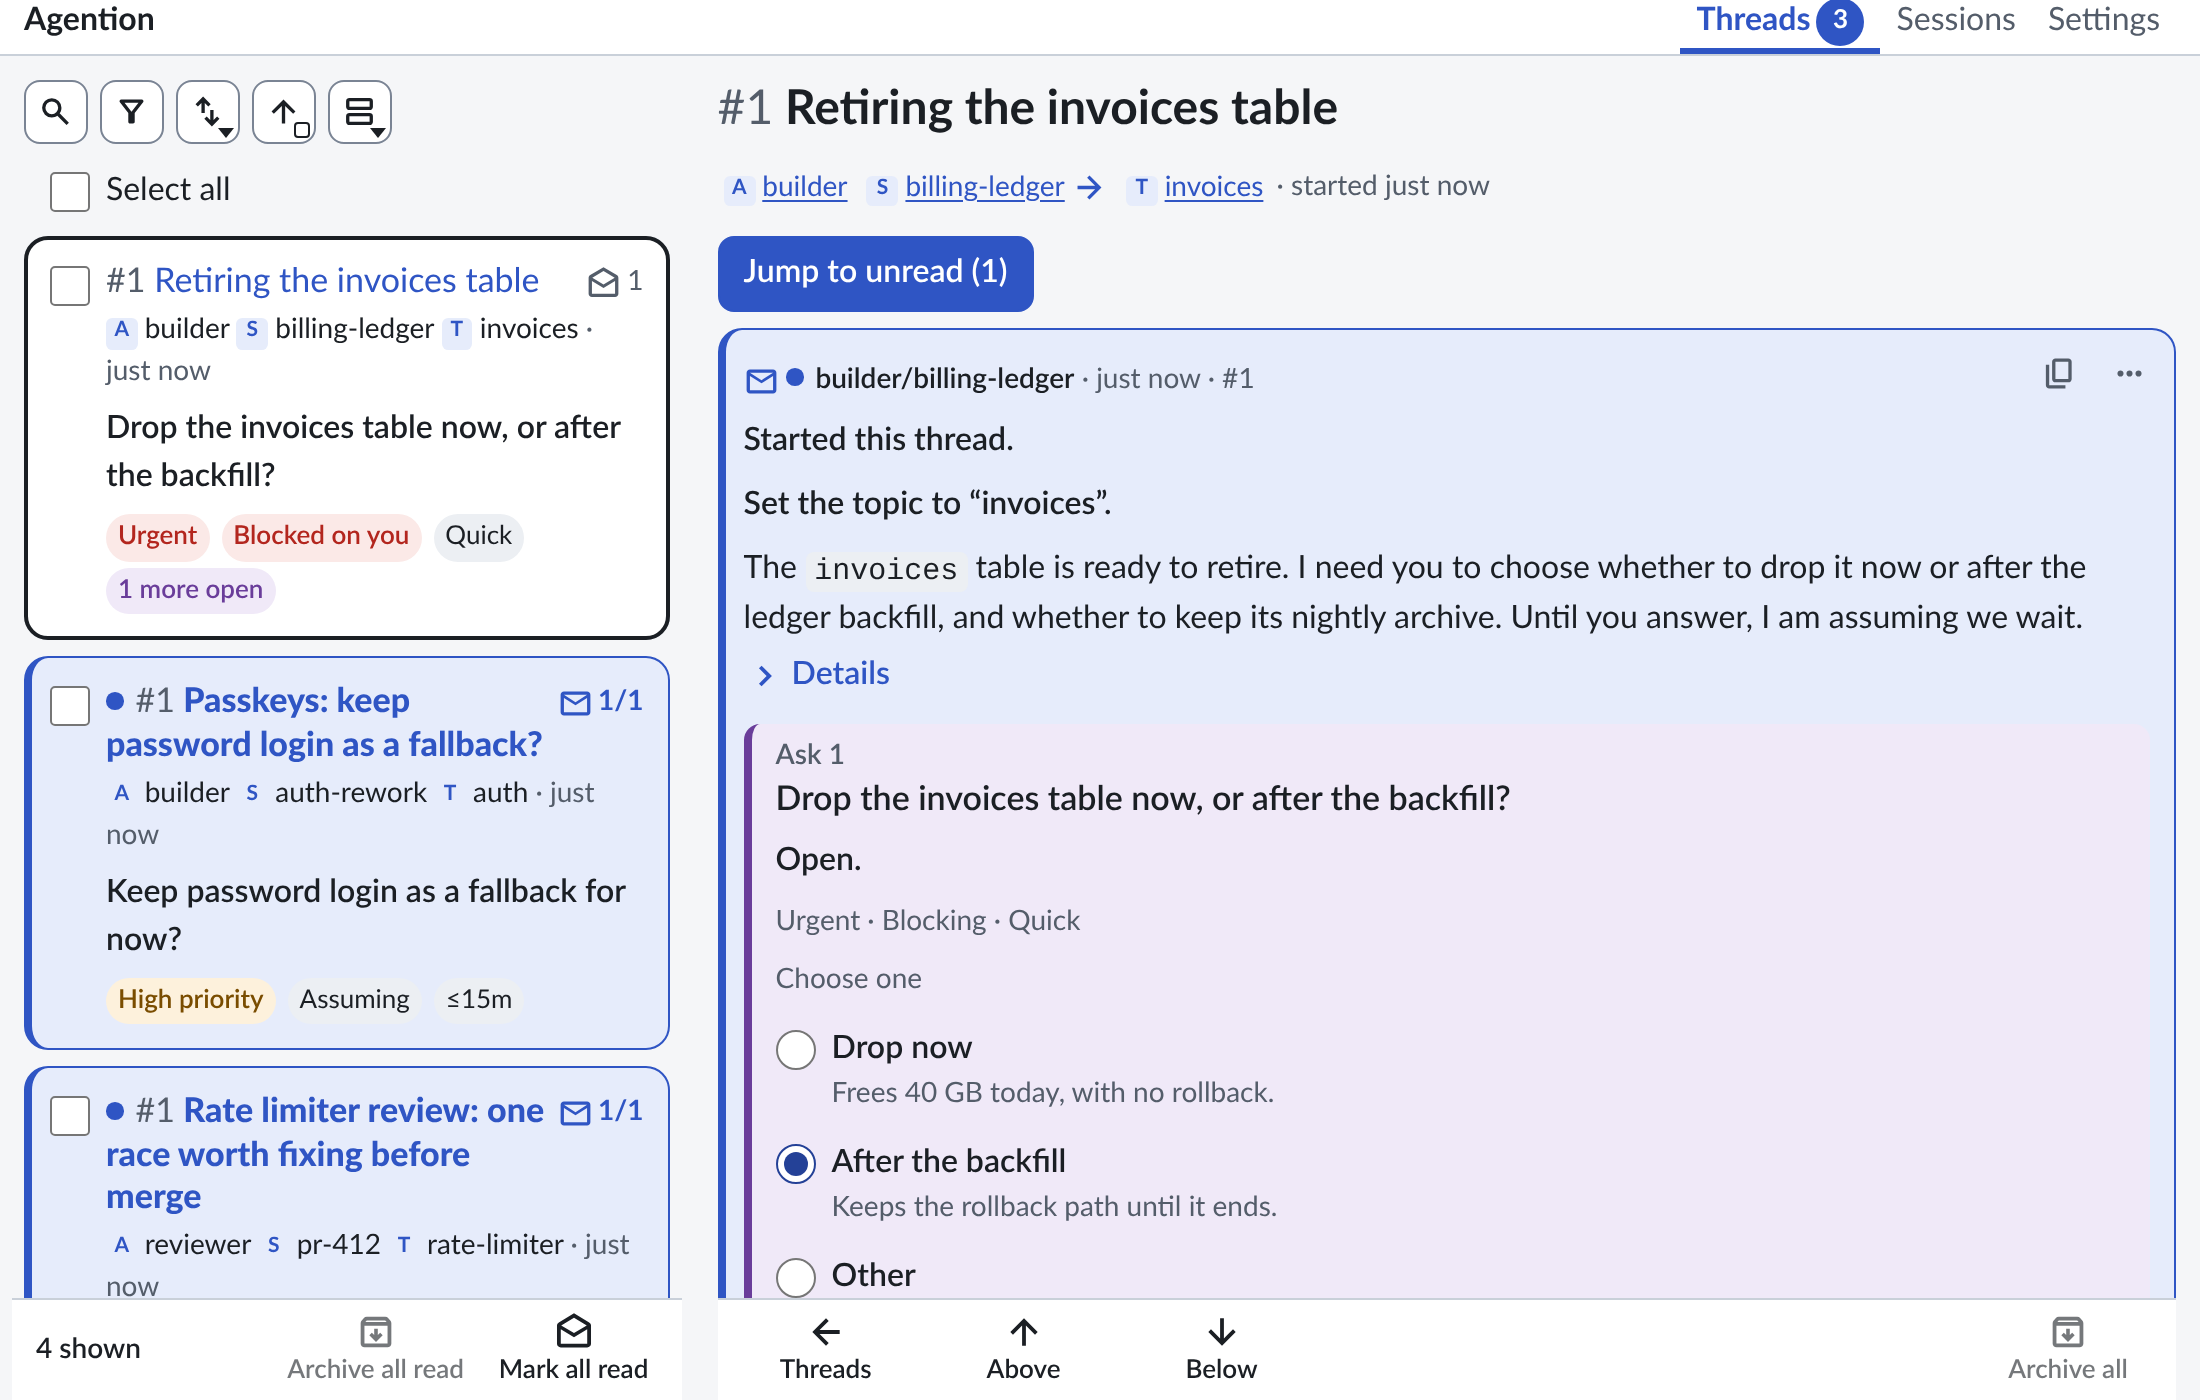 Agention
Threads 3 Sessions Settings
Select all
#1 Retiring the invoices table 1
A builder S billing-ledger T invoices ·
just now
Drop the invoices table now, or after
the backfill?
Urgent Blocked on you Quick
1 more open
#1 Passkeys: keep 1/1
password login as a fallback?
A builder S auth-rework T auth · just
now
Keep password login as a fallback for
now?
High priority Assuming ≤15m
#1 Rate limiter review: one 1/1
race worth fixing before
merge
A reviewer S pr-412 T rate-limiter · just
now
4 shown
Archive all read
Mark all read
#1 Retiring the invoices table
A builder S billing-ledger → T invoices · started just now
Jump to unread (1)
builder/billing-ledger · just now · #1
Started this thread.
Set the topic to “invoices”.
The invoices table is ready to retire. I need you to choose whether to drop it now or after the
ledger backfill, and whether to keep its nightly archive. Until you answer, I am assuming we wait.
Details
Ask 1
Drop the invoices table now, or after the backfill?
Open.
Urgent · Blocking · Quick
Choose one
Drop now
Frees 40 GB today, with no rollback.
After the backfill
Keeps the rollback path until it ends.
Other
Threads
Above
Below
Archive all